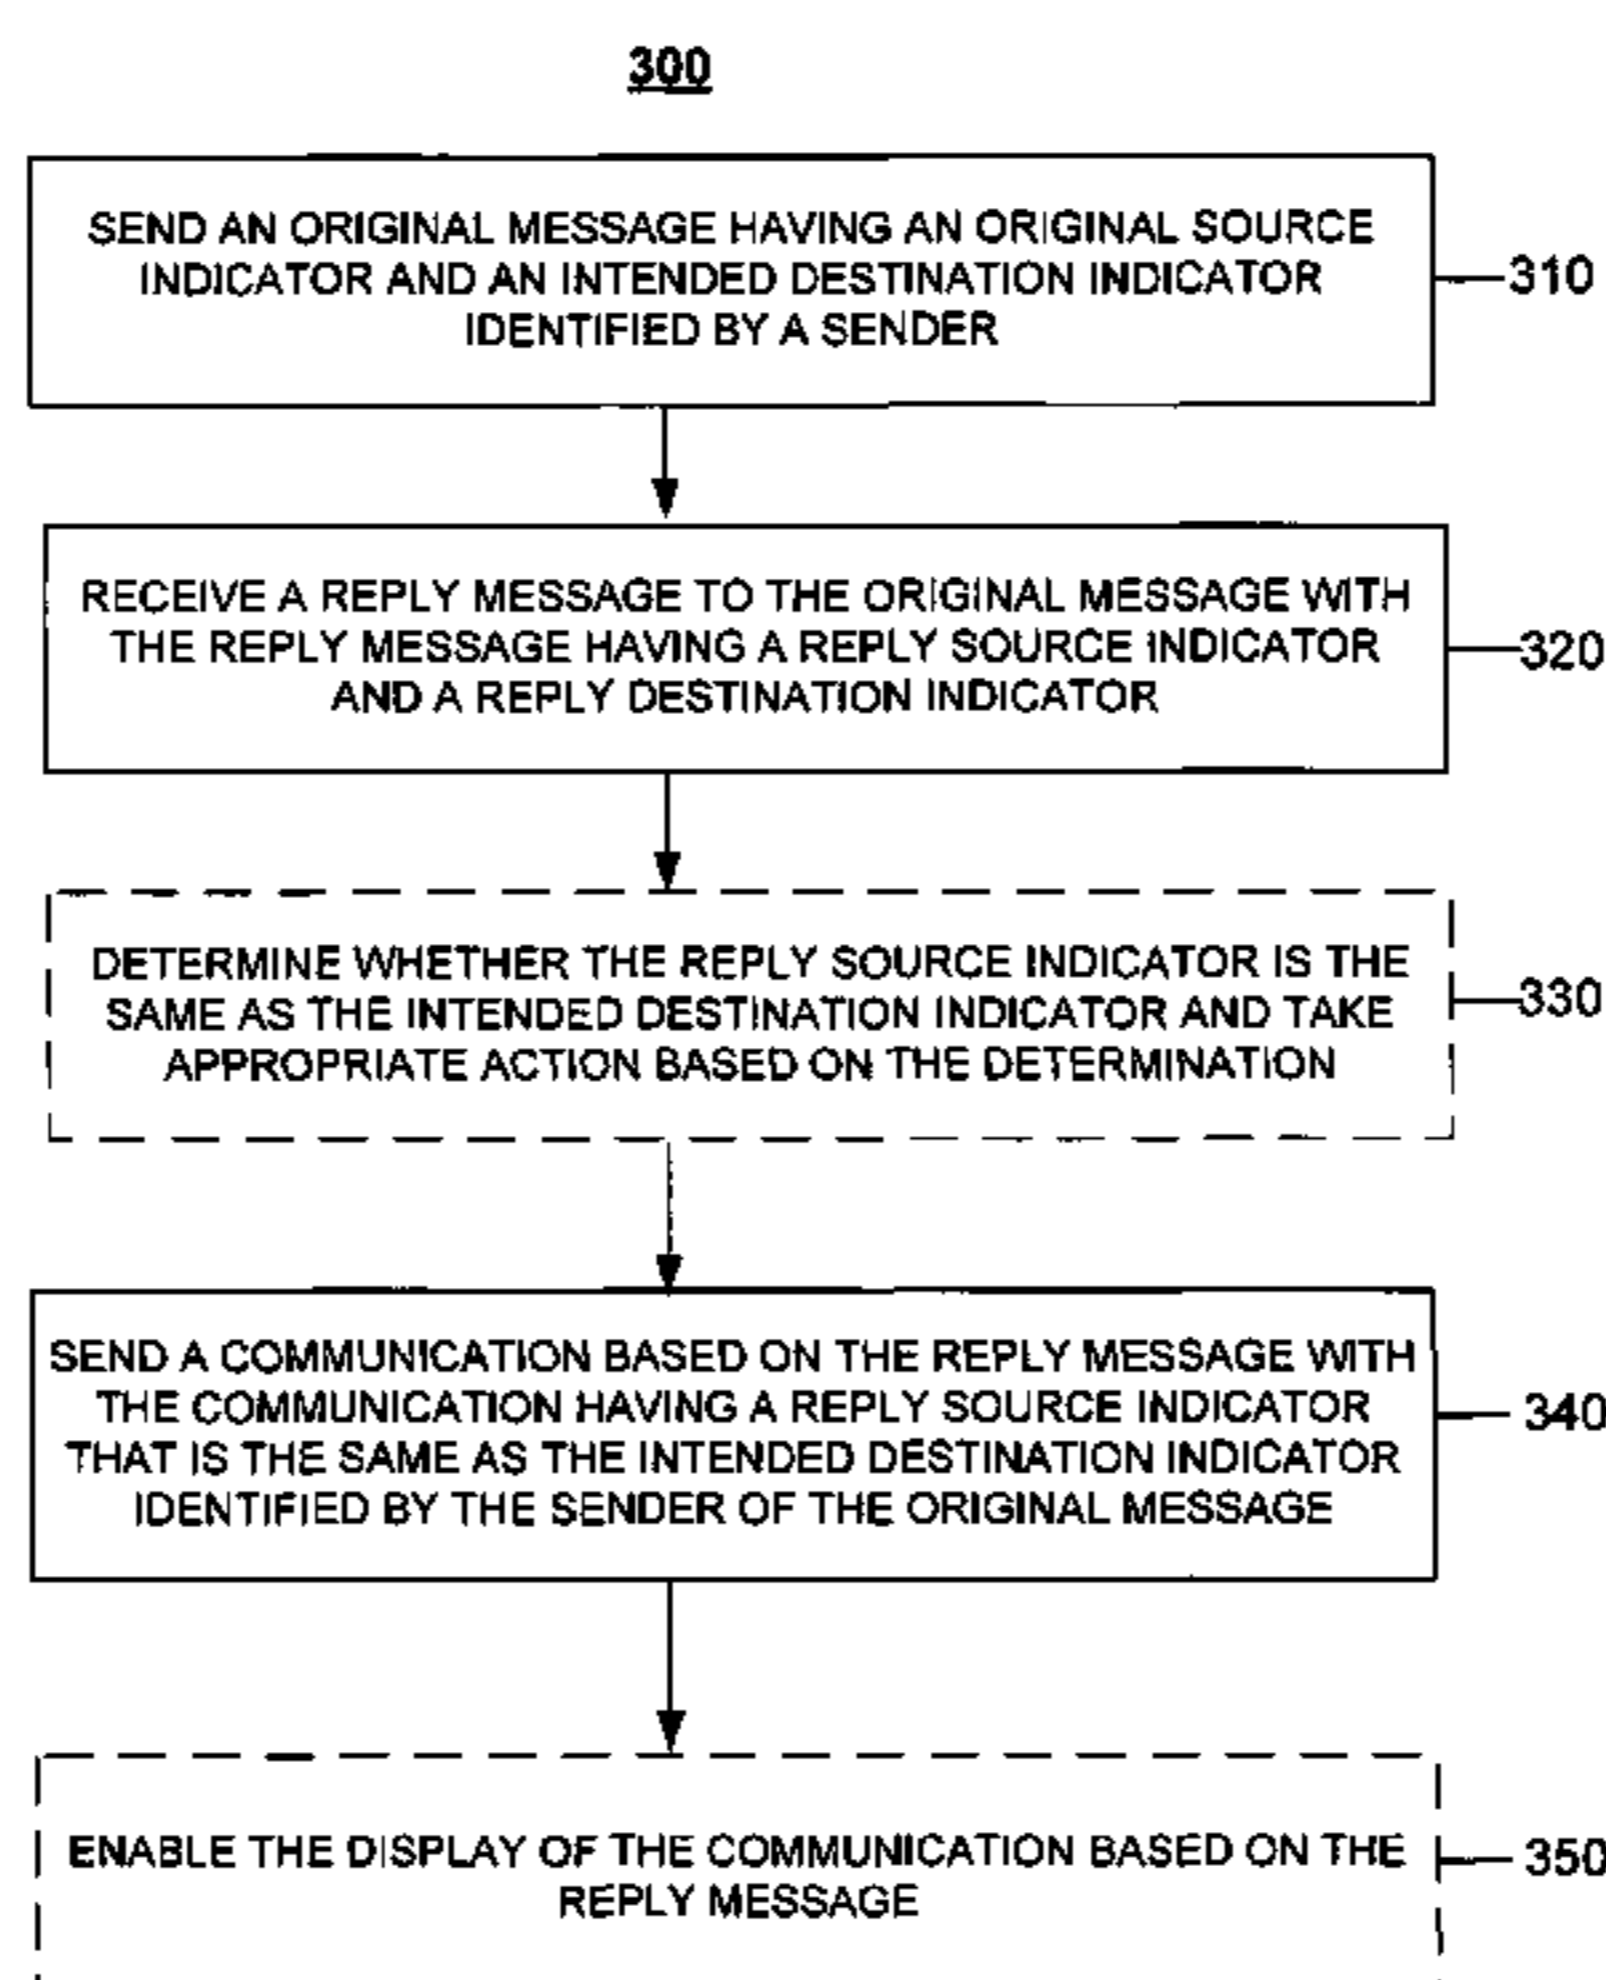 300
SEND AN ORIGINAL MESSAGE HAVING AN ORIGINAL SOURCE
INDICATOR AND AN INTENDED DESTINATION INDICATOR
IDENTIFIED BY A SENDER
310
RECEIVE A REPLY MESSAGE TO THE ORIGINAL MESSAGE WITH
THE REPLY MESSAGE HAVING A REPLY SOURCE INDICATOR
AND A REPLY DESTINATION INDICATOR
320
DETERMINE WHETHER THE REPLY SOURCE INDICATOR IS THE
SAME AS THE INTENDED DESTINATION INDICATOR AND TAKE
APPROPRIATE ACTION BASED ON THE DETERMINATION
330
SEND A COMMUNICATION BASED ON THE REPLY MESSAGE WITH
THE COMMUNICATION HAVING A REPLY SOURCE INDICATOR
THAT IS THE SAME AS THE INTENDED DESTINATION INDICATOR
IDENTIFIED BY THE SENDER OF THE ORIGINAL MESSAGE
340
ENABLE THE DISPLAY OF THE COMMUNICATION BASED ON THE
REPLY MESSAGE
350